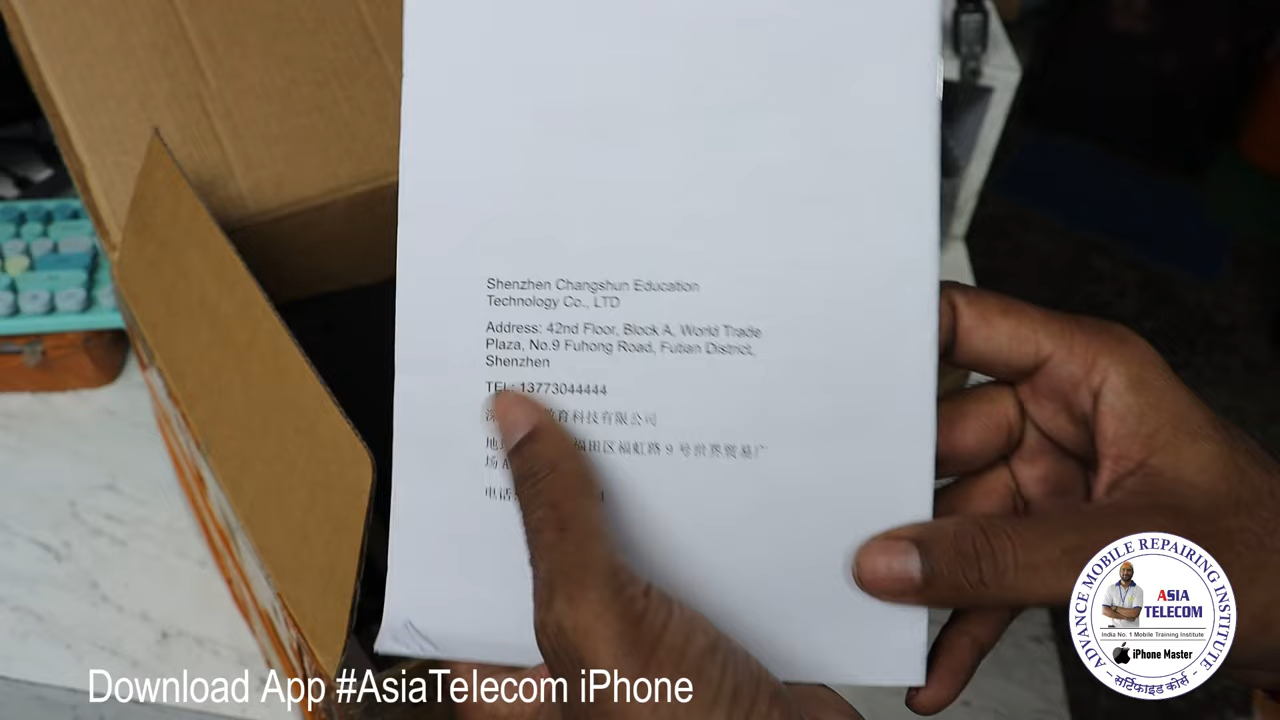 Shenzhen Changshun Education
Technology Co., LTD
Address: 42nd Floor, Block A, World Trade
Plaza, No.9 Fuhong Road, Futian District,
Shenzhen
TEL: 13773044444
深 育科技有限公司
地 福田区福虹路 9 号世界贸易广
场 A
电话
ADVANCE MOBILE REPAIRING INSTITUTE
ASIA
TELECOM
India No. 1 Mobile Training Institute
iPhone Master
- सर्टिफाइड कोर्स -
Download App #AsiaTelecom iPhone